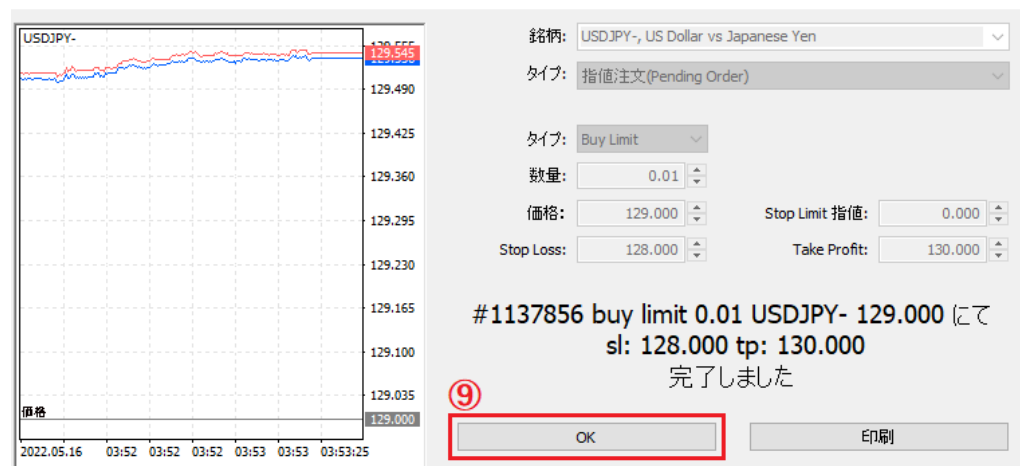 USDJPY-
129.555
129.545
129.490
129.425
129.360
129.295
129.230
129.165
129.100
129.035
価格
129.000
2022.05.16 03:52 03:52 03:52 03:53 03:53 03:53:25
銘柄: USDJPY-, US Dollar vs Japanese Yen
タイプ: 指値注文(Pending Order)
タイプ: Buy Limit
数量: 0.01
価格: 129.000 Stop Limit 指値: 0.000
Stop Loss: 128.000 Take Profit: 130.000
#1137856 buy limit 0.01 USDJPY- 129.000 にて
sl: 128.000 tp: 130.000
完了しました
⑨
OK 印刷